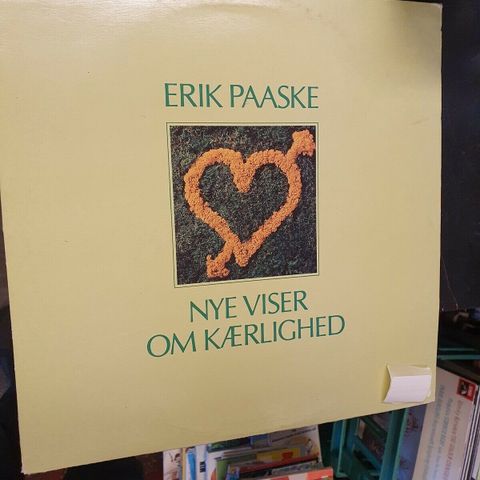 ERIK PAASKE
NYE VISER
OM KÆRLIGHED